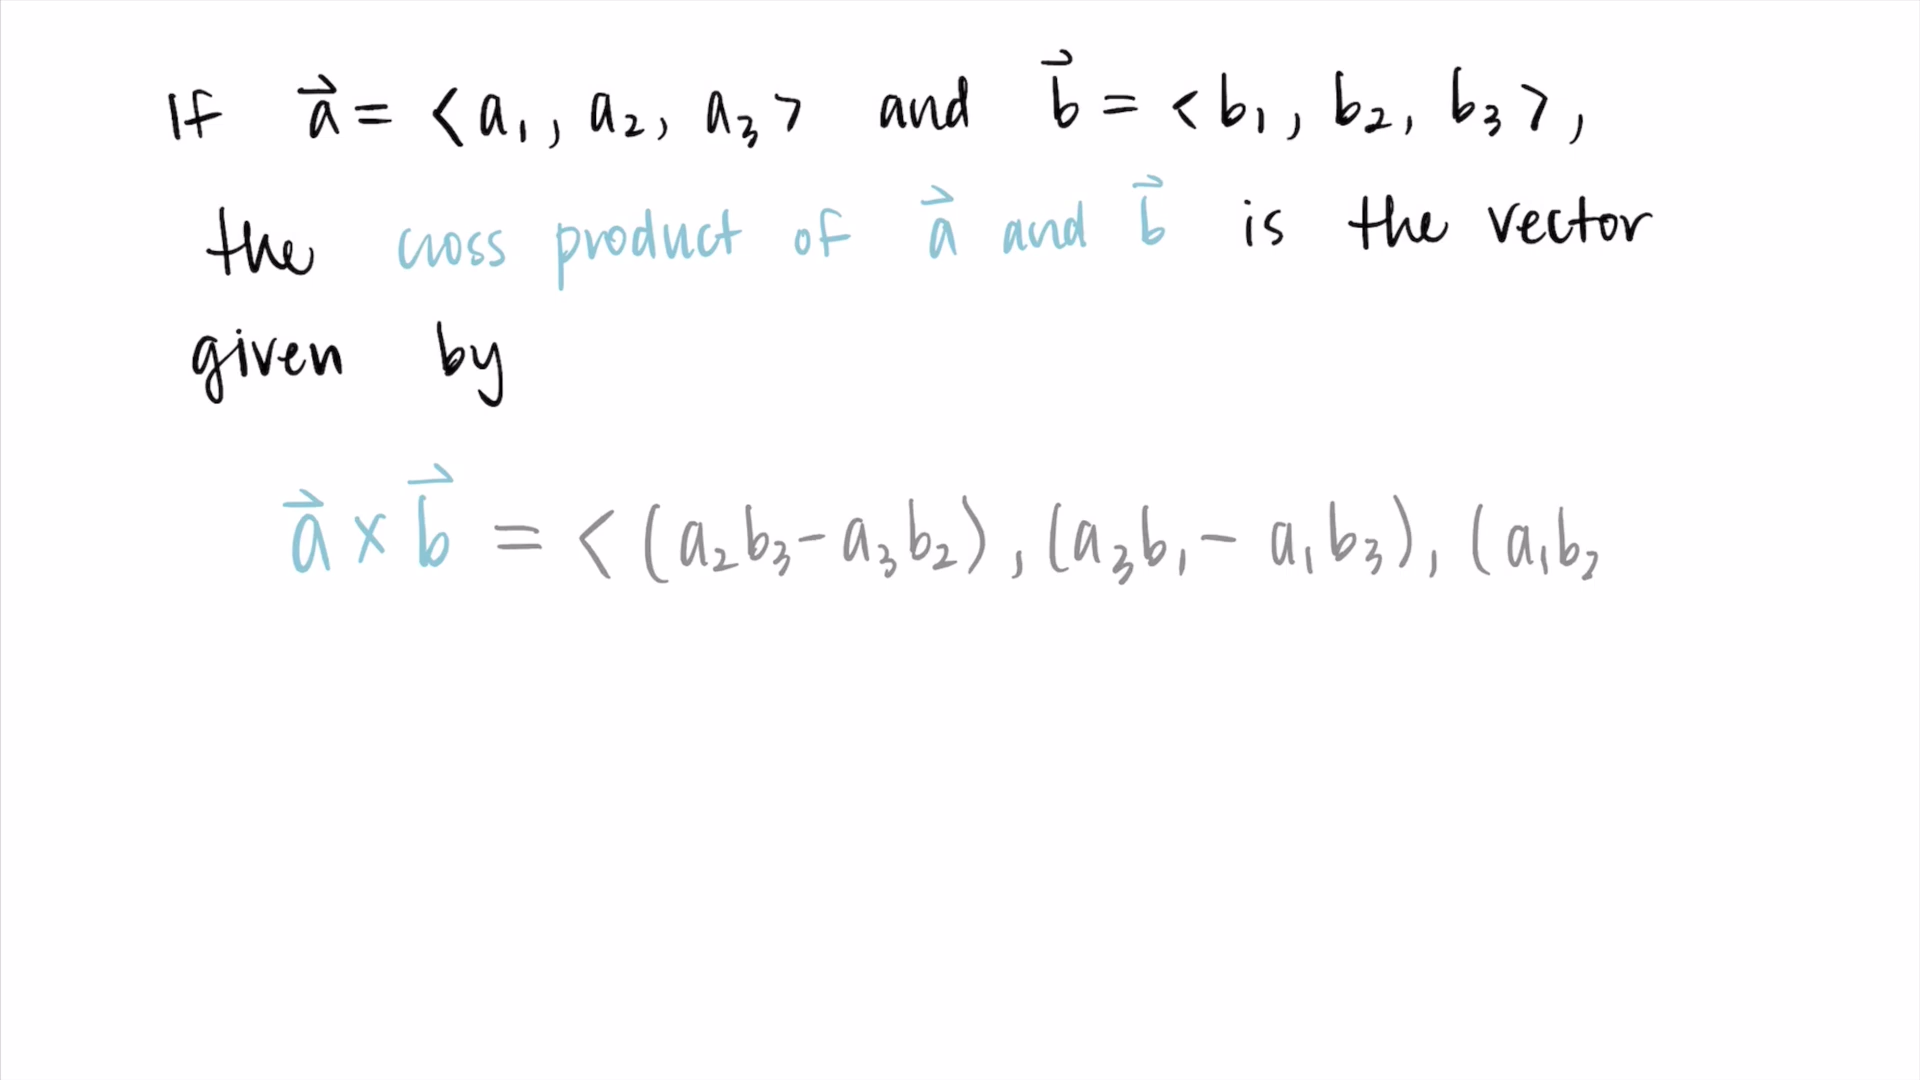 If a⃗ = <a₁, a₂, a₃> and b⃗ = <b₁, b₂, b₃>,
the cross product of a⃗ and b⃗ is the vector
given by
a⃗ × b⃗ = <(a₂b₃ - a₃b₂), (a₃b₁ - a₁b₃), (a₁b₂